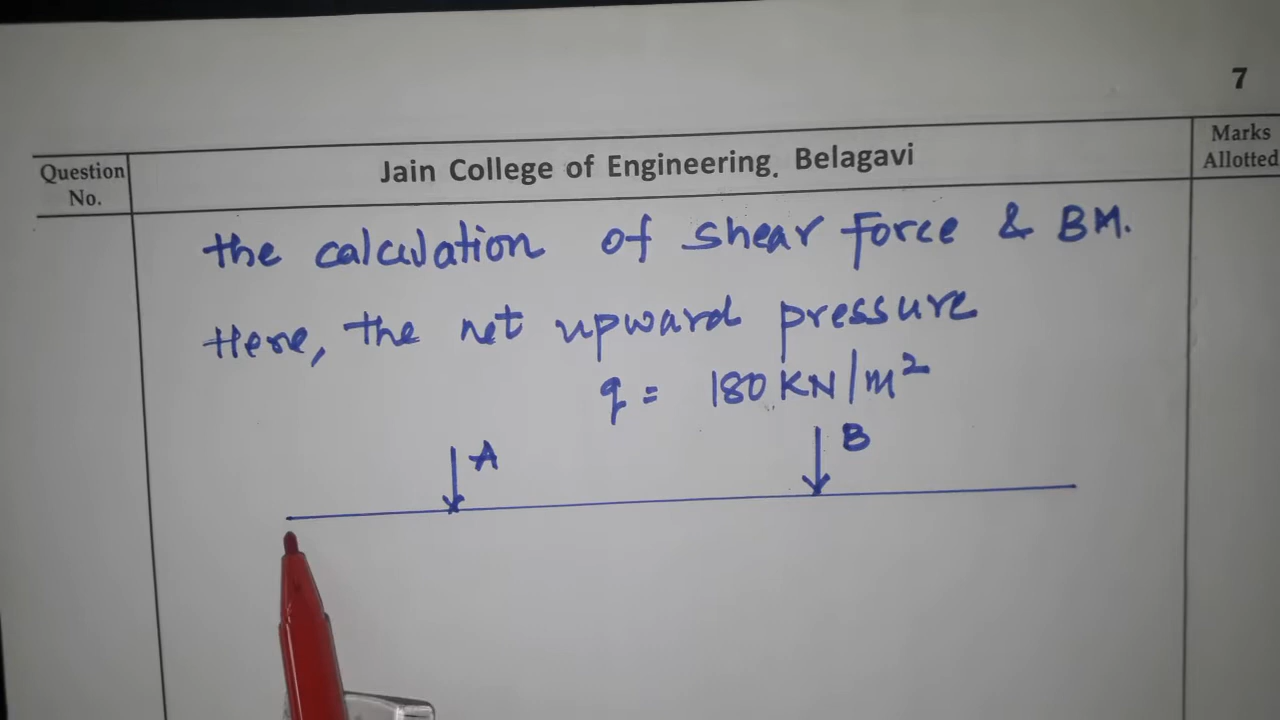 7
Question No.
Jain College of Engineering, Belagavi
Marks Allotted
the calculation of shear force & BM.
Here, the net upward pressure
q = 180 KN/m²
A
B